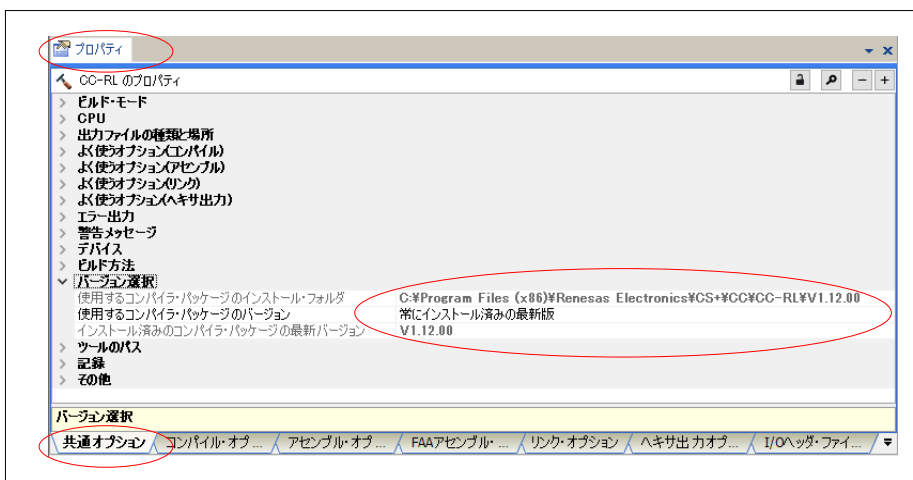 プロパティ
CC-RL のプロパティ
ビルド・モード
CPU
出力ファイルの種類と場所
よく使うオプション(コンパイル)
よく使うオプション(アセンブル)
よく使うオプション(リンク)
よく使うオプション(ヘキサ出力)
エラー出力
警告メッセージ
デバイス
ビルド方法
バージョン選択
使用するコンパイラ・パッケージのインストール・フォルダ C:¥Program Files (x86)¥Renesas Electronics¥CS+¥CC¥CC-RL¥V1.12.00
使用するコンパイラ・パッケージのバージョン 常にインストール済みの最新版
インストール済みのコンパイラ・パッケージの最新バージョン V1.12.00
ツールのパス
記録
その他
バージョン選択
共通オプション コンパイル・オプ... アセンブル・オプ... FAAアセンブル・... リンク・オプション ヘキサ出力オプ... I/Oヘッダ・ファイ...